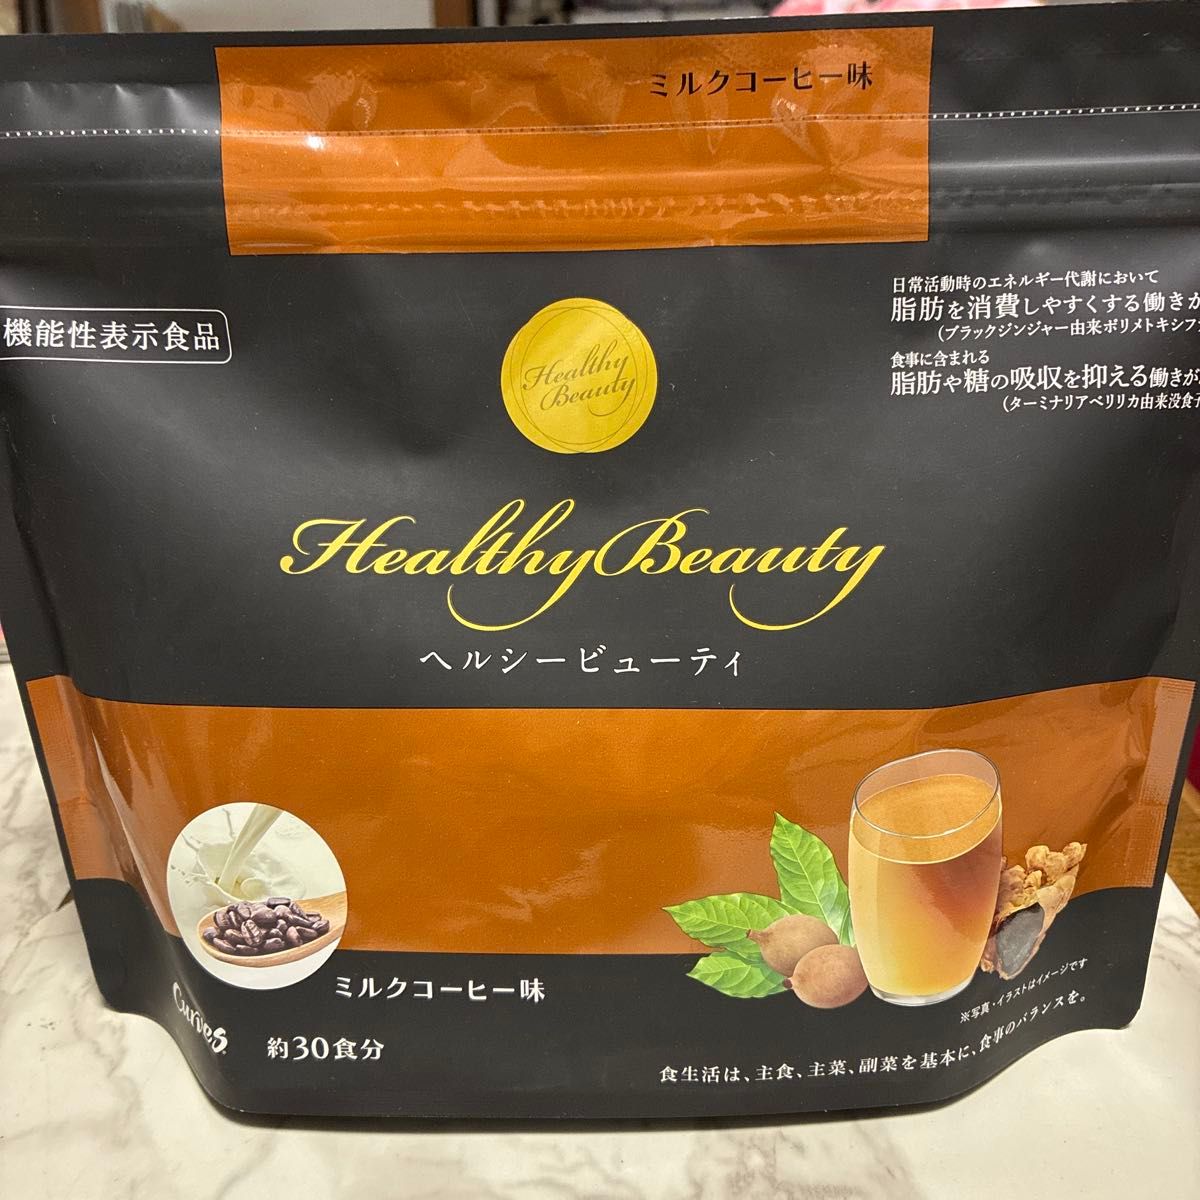 ミルクコーヒー味
機能性表示食品
日常活動時のエネルギー代謝において
脂肪を消費しやすくする働きが
(ブラックジンジャー由来ポリメトキシフ
食事に含まれる
脂肪や糖の吸収を抑える働きが
(ターミナリアベリリカ由来没食子
Healthy
Beauty
Healthy Beauty
ヘルシービューティ
ミルクコーヒー味
Curves
約30食分
※写真・イラストはイメージです
食生活は、主食、主菜、副菜を基本に、食事のバランスを。